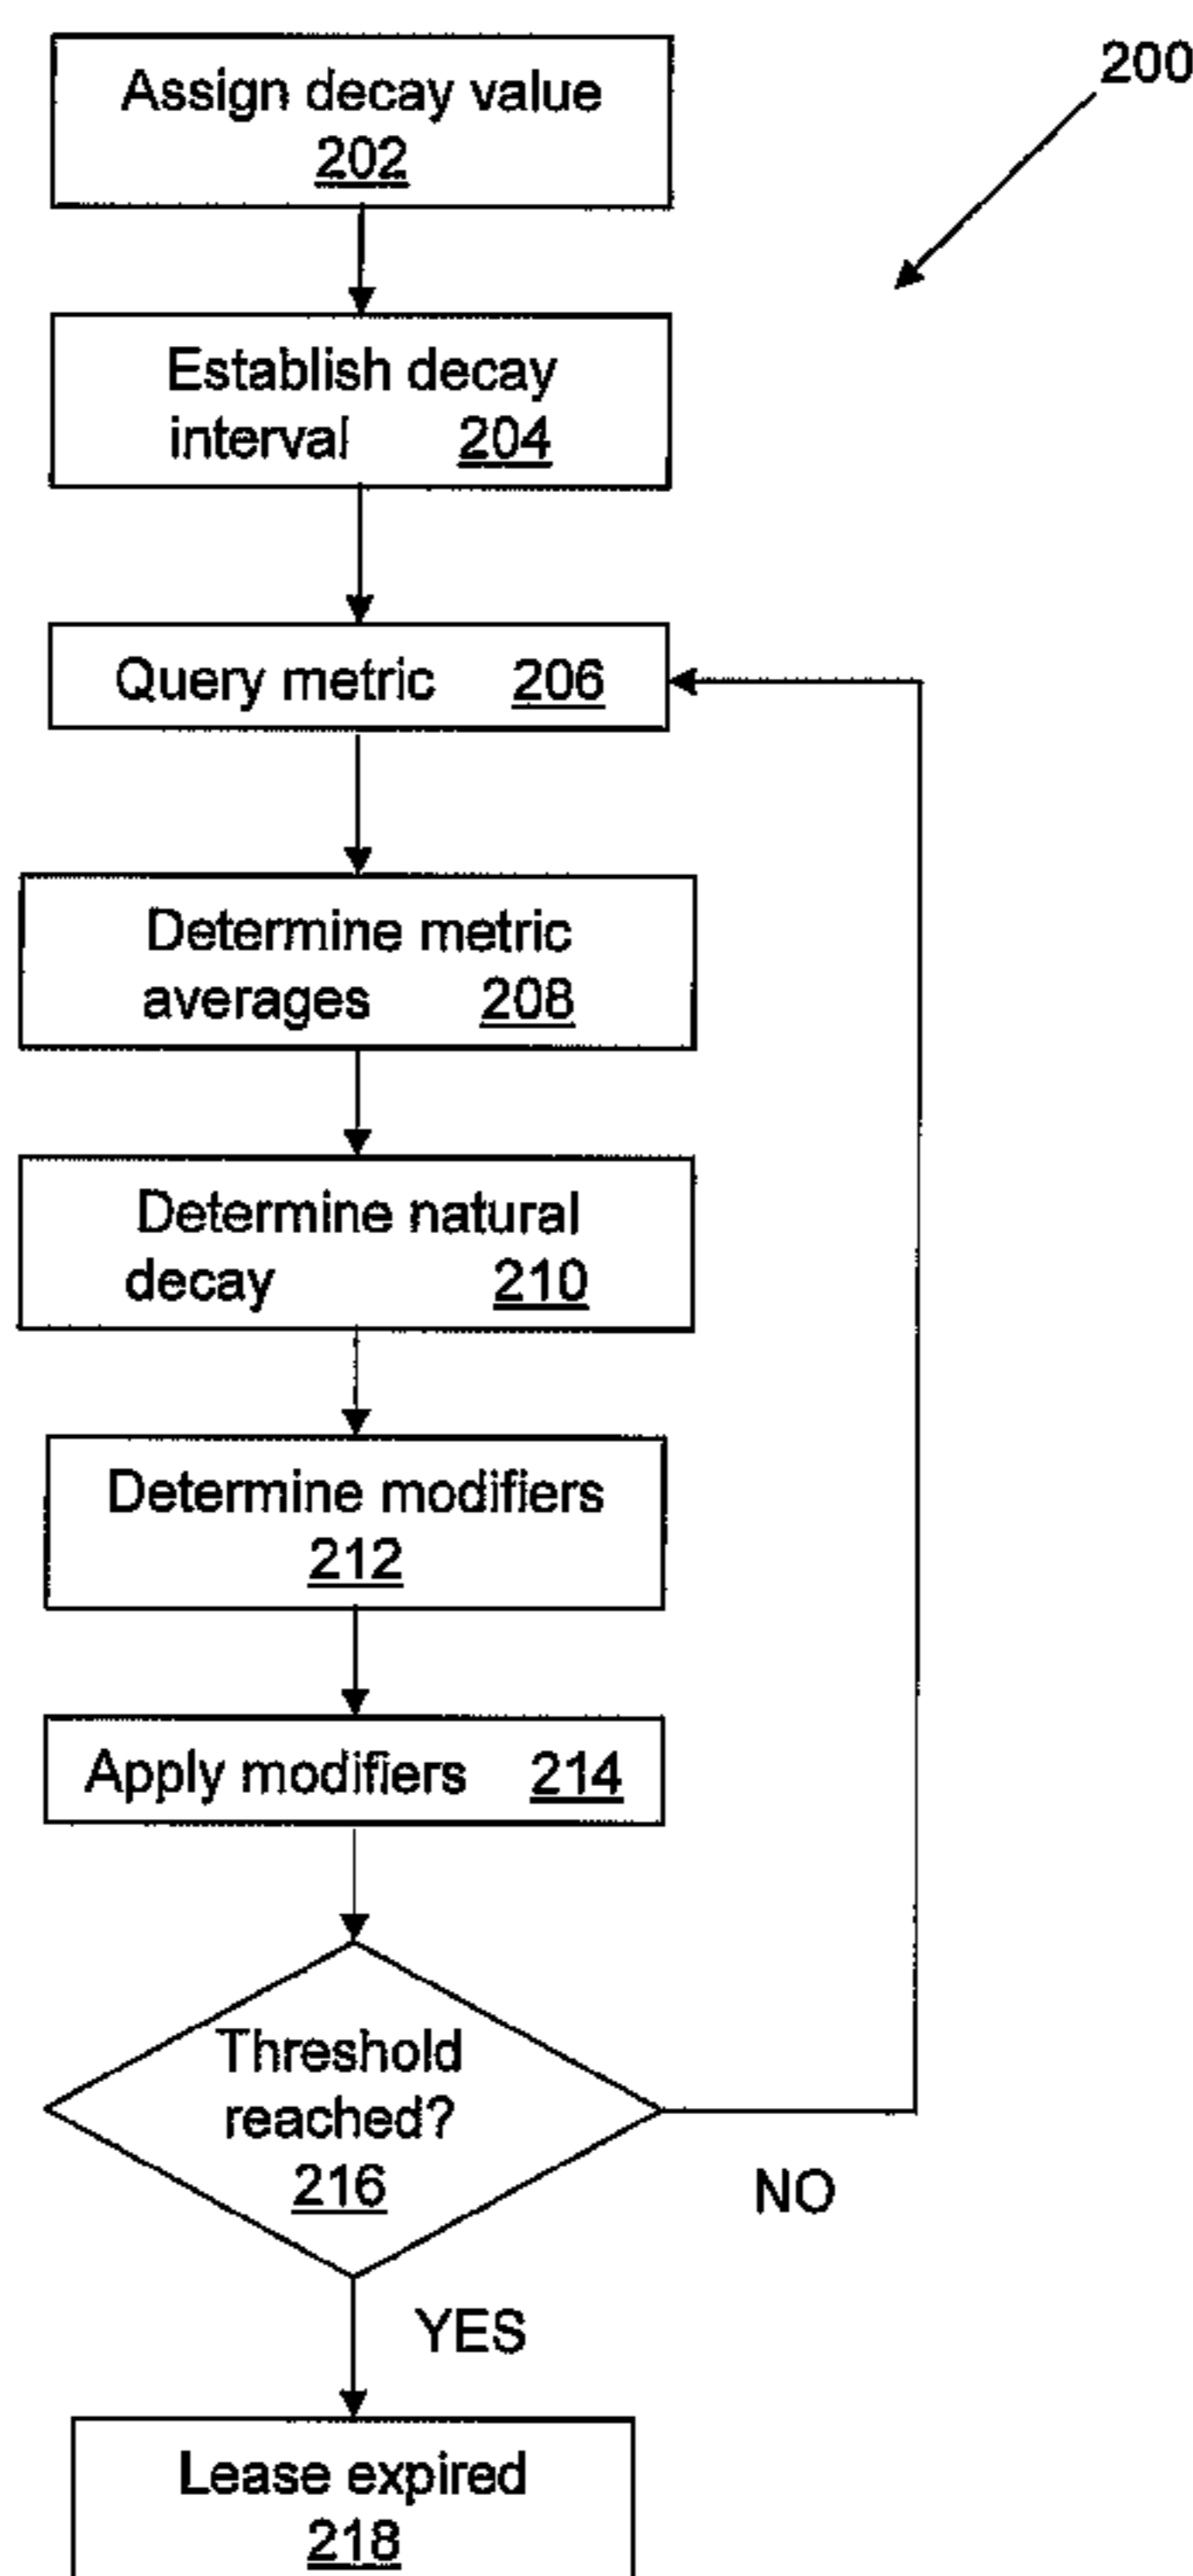 200
Assign decay value
202
Establish decay
interval 204
Query metric 206
Determine metric
averages 208
Determine natural
decay 210
Determine modifiers
212
Apply modifiers 214
Threshold
reached?
216
NO
YES
Lease expired
218